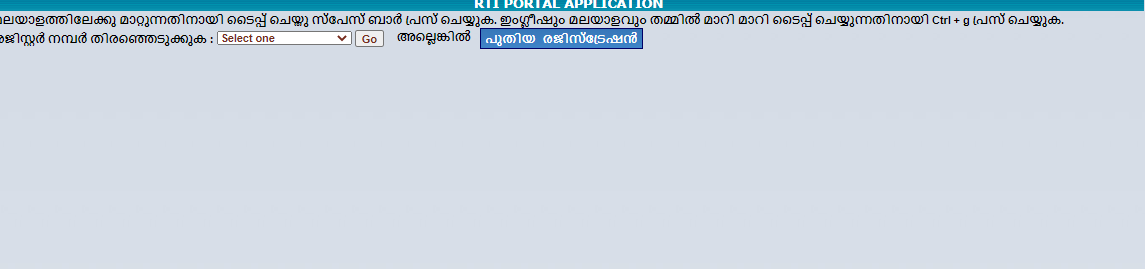 RTI PORTAL APPLICATION
മലയാളത്തിലേക്കു മാറുന്നതിനായി ടൈപ്പ് ചെയ്തു സ്പേസ് ബാർ പ്രസ് ചെയ്യുക. ഇംഗ്ലീഷും മലയാളവും തമ്മിൽ മാറി മാറി ടൈപ്പ് ചെയ്യുന്നതിനായി Ctrl + g പ്രസ് ചെയ്യുക.
രജിസ്റ്റർ നമ്പർ തിരഞ്ഞെടുക്കുക : Select one Go അല്ലെങ്കിൽ പുതിയ രജിസ്ട്രേഷൻ